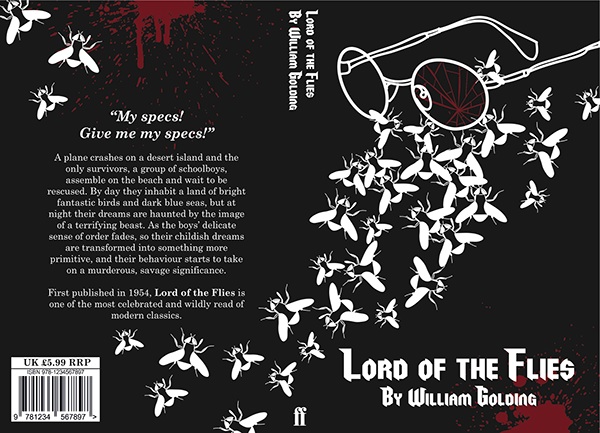 “My specs!
Give me my specs!”
A plane crashes on a desert island and the
only survivors, a group of schoolboys,
assemble on the beach and wait to be
rescued. By day they inhabit a land of bright
fantastic birds and dark blue seas, but at
night their dreams are haunted by the image
of a terrifying beast. As the boys’ delicate
sense of order fades, so their childish dreams
are transformed into something more
primitive, and their behaviour starts to take
on a murderous, savage significance.
First published in 1954, Lord of the Flies is
one of the most celebrated and wildly read of
modern classics.
UK £5.99 RRP
ISBN 978-1234567897
9 781234 567897 >
Lord of the Flies
By William Golding
ff
Lord of the Flies
By William Golding